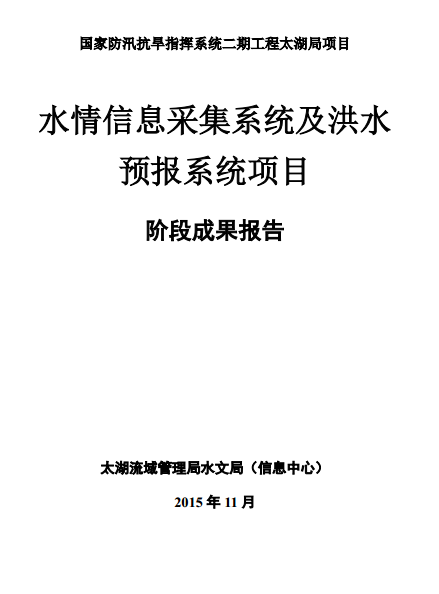 国家防汛抗旱指挥系统二期工程太湖局项目
水情信息采集系统及洪水
预报系统项目
阶段成果报告
太湖流域管理局水文局（信息中心）
2015 年 11 月